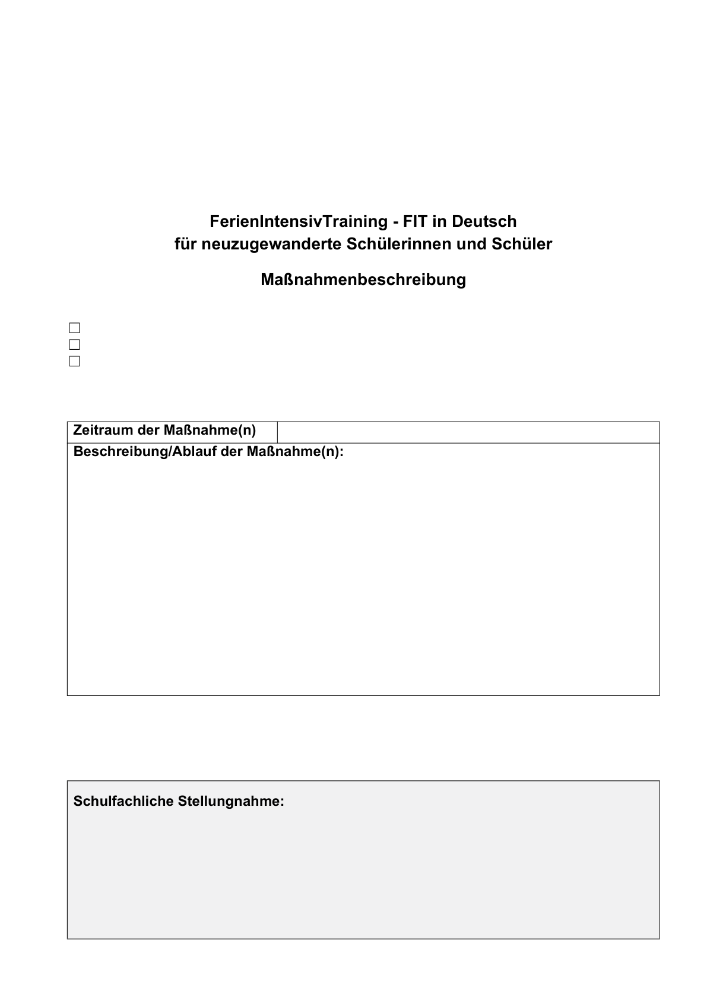 FerienIntensivTraining - FIT in Deutsch
für neuzugewanderte Schülerinnen und Schüler
Maßnahmenbeschreibung
☐
☐
☐
Zeitraum der Maßnahme(n)
Beschreibung/Ablauf der Maßnahme(n):
Schulfachliche Stellungnahme: